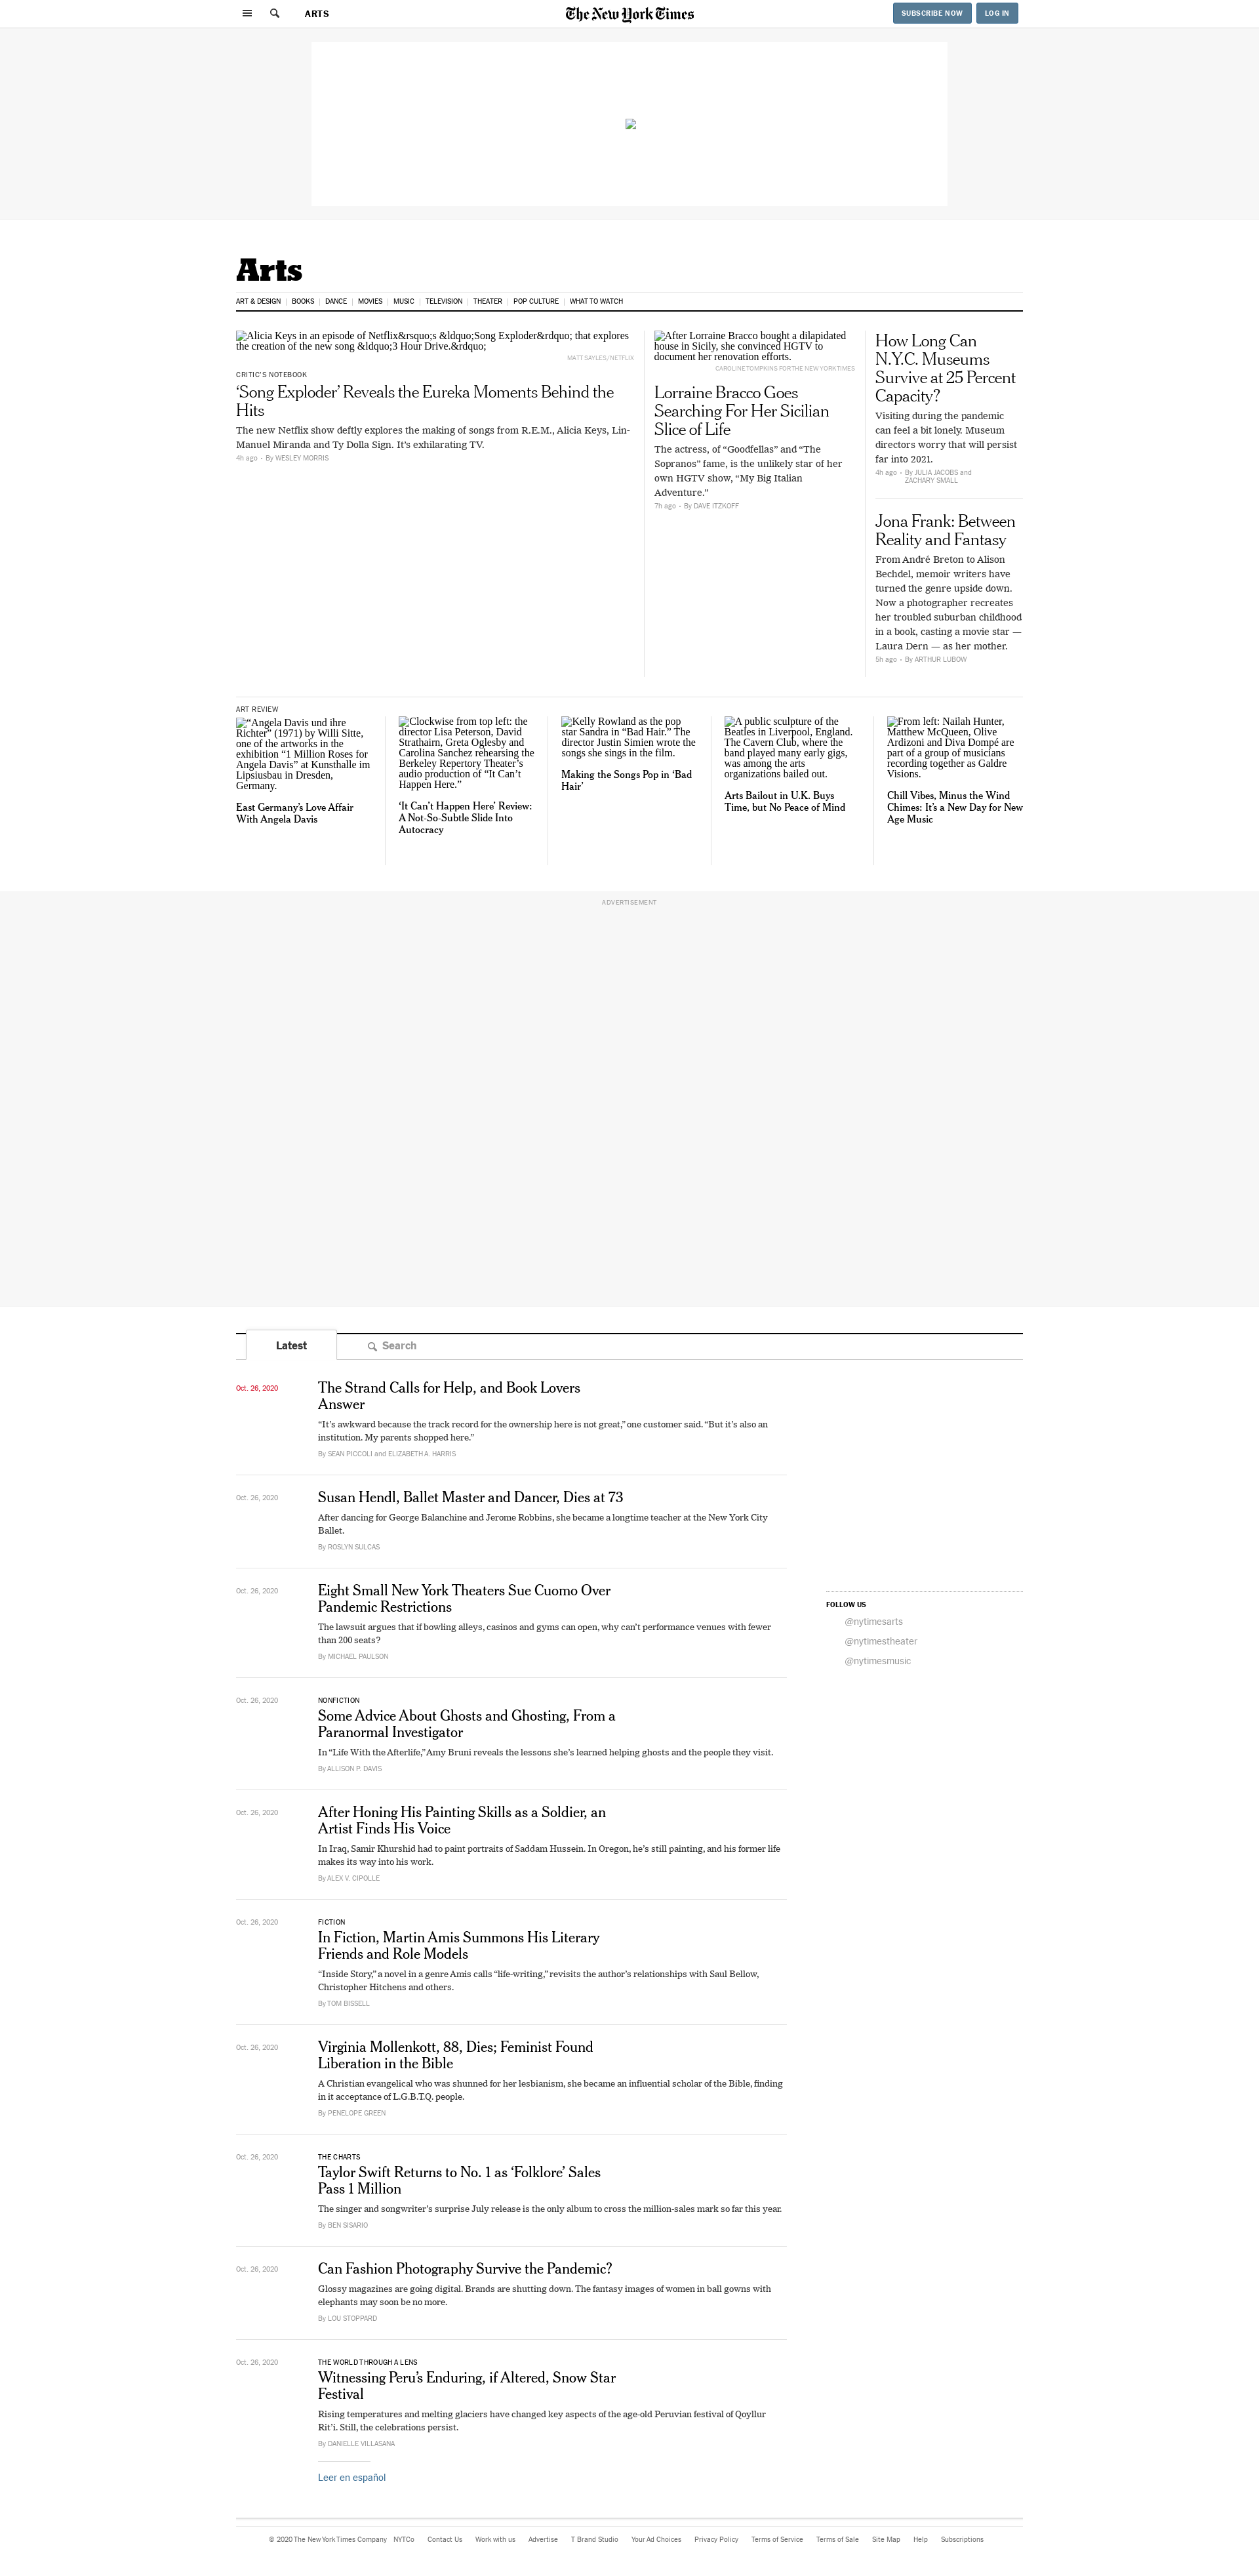 ARTS
The New York Times
SUBSCRIBE NOW
LOG IN
Arts
ART & DESIGN
BOOKS
DANCE
MOVIES
MUSIC
TELEVISION
THEATER
POP CULTURE
WHAT TO WATCH
Alicia Keys in an episode of Netflix&rsquo;s &ldquo;Song Exploder&rdquo; that explores
the creation of the new song &ldquo;3 Hour Drive.&rdquo;
MATT SAYLES/NETFLIX
CRITIC'S NOTEBOOK
‘Song Exploder’ Reveals the Eureka Moments Behind the
Hits
The new Netflix show deftly explores the making of songs from R.E.M., Alicia Keys, Lin-
Manuel Miranda and Ty Dolla Sign. It’s exhilarating TV.
4h ago · By WESLEY MORRIS
After Lorraine Bracco bought a dilapidated
house in Sicily, she convinced HGTV to
document her renovation efforts.
CAROLINE TOMPKINS FOR THE NEW YORK TIMES
Lorraine Bracco Goes
Searching For Her Sicilian
Slice of Life
The actress, of “Goodfellas” and “The
Sopranos” fame, is the unlikely star of her
own HGTV show, “My Big Italian
Adventure.”
7h ago · By DAVE ITZKOFF
How Long Can
N.Y.C. Museums
Survive at 25 Percent
Capacity?
Visiting during the pandemic
can feel a bit lonely. Museum
directors worry that will persist
far into 2021.
4h ago · By JULIA JACOBS and
ZACHARY SMALL
Jona Frank: Between
Reality and Fantasy
From André Breton to Alison
Bechdel, memoir writers have
turned the genre upside down.
Now a photographer recreates
her troubled suburban childhood
in a book, casting a movie star —
Laura Dern — as her mother.
5h ago · By ARTHUR LUBOW
ART REVIEW
“Angela Davis und ihre
Richter” (1971) by Willi Sitte,
one of the artworks in the
exhibition “1 Million Roses for
Angela Davis” at Kunsthalle im
Lipsiusbau in Dresden,
Germany.
East Germany’s Love Affair
With Angela Davis
Clockwise from top left: the
director Lisa Peterson, David
Strathairn, Greta Oglesby and
Carolina Sanchez rehearsing the
Berkeley Repertory Theater’s
audio production of “It Can’t
Happen Here.”
‘It Can’t Happen Here’ Review:
A Not-So-Subtle Slide Into
Autocracy
Kelly Rowland as the pop
star Sandra in “Bad Hair.” The
director Justin Simien wrote the
songs she sings in the film.
Making the Songs Pop in ‘Bad
Hair’
A public sculpture of the
Beatles in Liverpool, England.
The Cavern Club, where the
band played many early gigs,
was among the arts
organizations bailed out.
Arts Bailout in U.K. Buys
Time, but No Peace of Mind
From left: Nailah Hunter,
Matthew McQueen, Olive
Ardizoni and Diva Dompé are
part of a group of musicians
recording together as Galdre
Visions.
Chill Vibes, Minus the Wind
Chimes: It’s a New Day for New
Age Music
ADVERTISEMENT
Latest
Search
Oct. 26, 2020
The Strand Calls for Help, and Book Lovers
Answer
“It’s awkward because the track record for the ownership here is not great,” one customer said. “But it’s also an
institution. My parents shopped here.”
By SEAN PICCOLI and ELIZABETH A. HARRIS
Oct. 26, 2020
Susan Hendl, Ballet Master and Dancer, Dies at 73
After dancing for George Balanchine and Jerome Robbins, she became a longtime teacher at the New York City
Ballet.
By ROSLYN SULCAS
Oct. 26, 2020
Eight Small New York Theaters Sue Cuomo Over
Pandemic Restrictions
The lawsuit argues that if bowling alleys, casinos and gyms can open, why can’t performance venues with fewer
than 200 seats?
By MICHAEL PAULSON
FOLLOW US
@nytimesarts
@nytimestheater
@nytimesmusic
Oct. 26, 2020
NONFICTION
Some Advice About Ghosts and Ghosting, From a
Paranormal Investigator
In “Life With the Afterlife,” Amy Bruni reveals the lessons she’s learned helping ghosts and the people they visit.
By ALLISON P. DAVIS
Oct. 26, 2020
After Honing His Painting Skills as a Soldier, an
Artist Finds His Voice
In Iraq, Samir Khurshid had to paint portraits of Saddam Hussein. In Oregon, he’s still painting, and his former life
makes its way into his work.
By ALEX V. CIPOLLE
Oct. 26, 2020
FICTION
In Fiction, Martin Amis Summons His Literary
Friends and Role Models
“Inside Story,” a novel in a genre Amis calls “life-writing,” revisits the author’s relationships with Saul Bellow,
Christopher Hitchens and others.
By TOM BISSELL
Oct. 26, 2020
Virginia Mollenkott, 88, Dies; Feminist Found
Liberation in the Bible
A Christian evangelical who was shunned for her lesbianism, she became an influential scholar of the Bible, finding
in it acceptance of L.G.B.T.Q. people.
By PENELOPE GREEN
Oct. 26, 2020
THE CHARTS
Taylor Swift Returns to No. 1 as ‘Folklore’ Sales
Pass 1 Million
The singer and songwriter’s surprise July release is the only album to cross the million-sales mark so far this year.
By BEN SISARIO
Oct. 26, 2020
Can Fashion Photography Survive the Pandemic?
Glossy magazines are going digital. Brands are shutting down. The fantasy images of women in ball gowns with
elephants may soon be no more.
By LOU STOPPARD
Oct. 26, 2020
THE WORLD THROUGH A LENS
Witnessing Peru’s Enduring, if Altered, Snow Star
Festival
Rising temperatures and melting glaciers have changed key aspects of the age-old Peruvian festival of Qoyllur
Rit’i. Still, the celebrations persist.
By DANIELLE VILLASANA
Leer en español
© 2020 The New York Times Company NYTCo Contact Us Work with us Advertise T Brand Studio Your Ad Choices Privacy Policy Terms of Service Terms of Sale Site Map Help Subscriptions